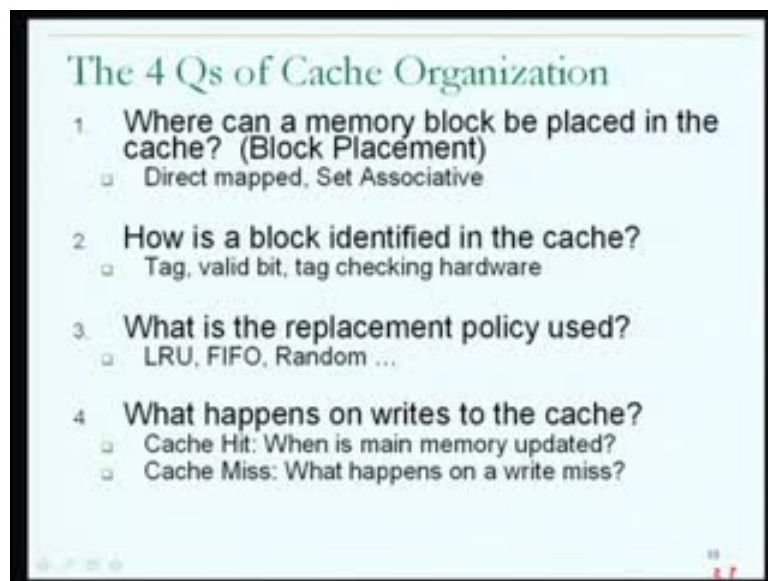 The 4 Qs of Cache Organization
1. Where can a memory block be placed in the
cache? (Block Placement)
Direct mapped, Set Associative
2 How is a block identified in the cache?
Tag, valid bit, tag checking hardware
3. What is the replacement policy used?
LRU, FIFO, Random ...
4 What happens on writes to the cache?
Cache Hit: When is main memory updated?
Cache Miss: What happens on a write miss?